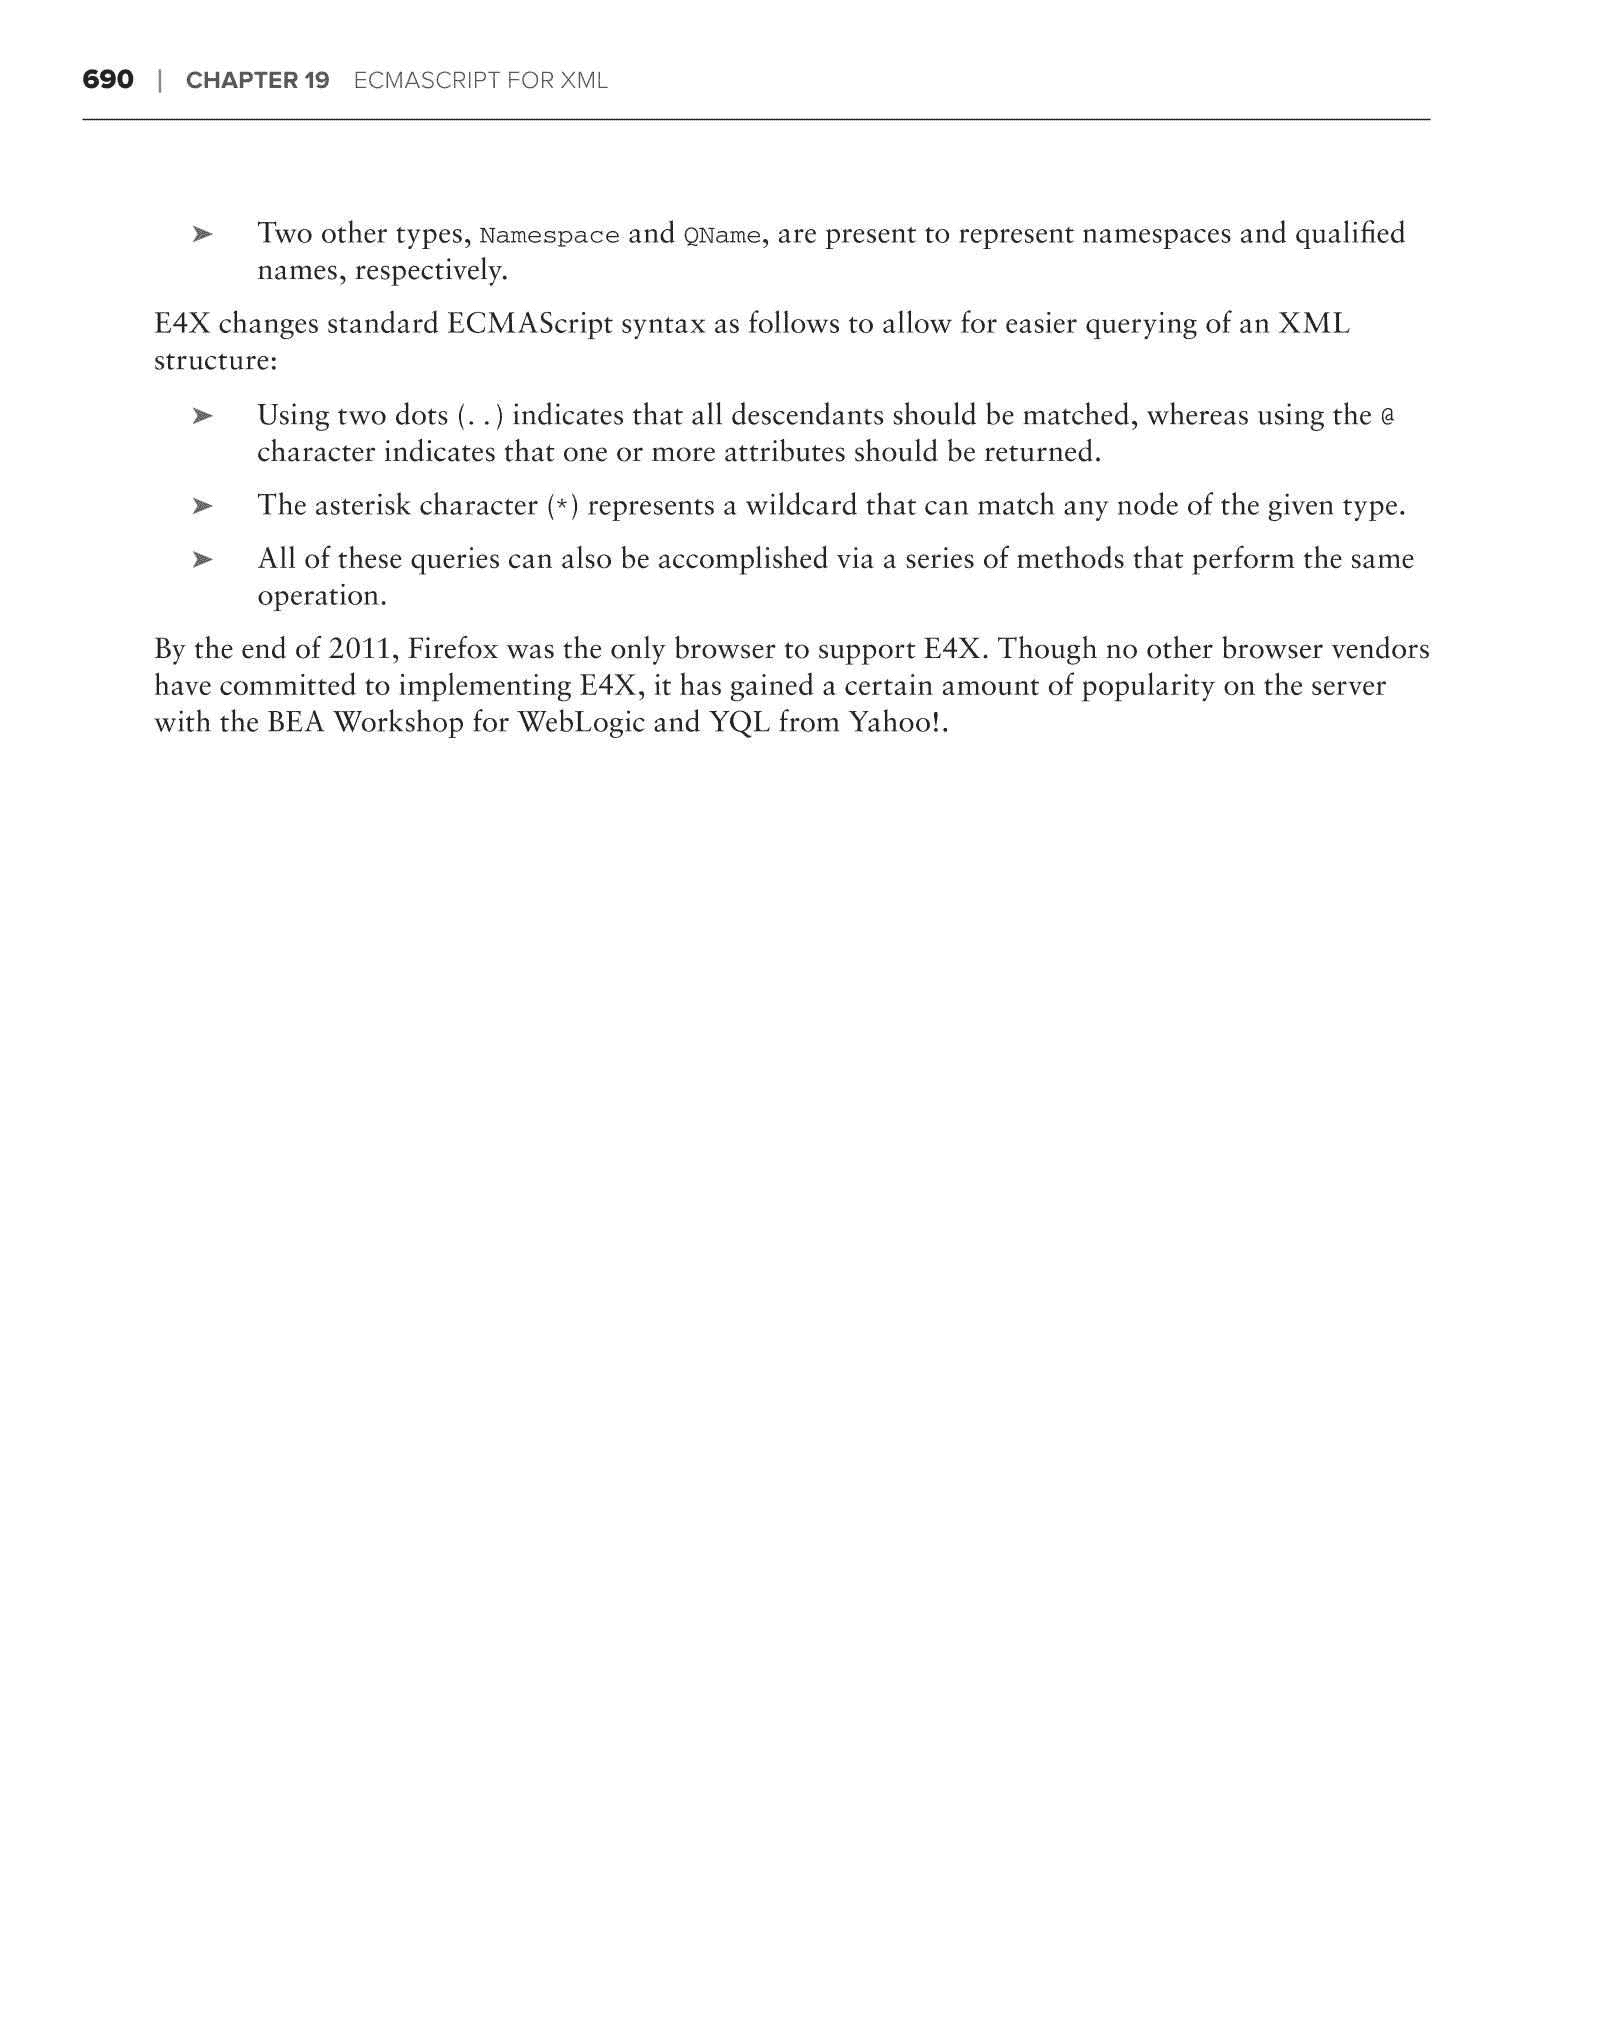 690 | CHAPTER 19 ECMASCRIPT FOR XML
➤ Two other types, Namespace and QName, are present to represent namespaces and qualified
names, respectively.
E4X changes standard ECMAScript syntax as follows to allow for easier querying of an XML
structure:
➤ Using two dots (..) indicates that all descendants should be matched, whereas using the @
character indicates that one or more attributes should be returned.
➤ The asterisk character (*) represents a wildcard that can match any node of the given type.
➤ All of these queries can also be accomplished via a series of methods that perform the same
operation.
By the end of 2011, Firefox was the only browser to support E4X. Though no other browser vendors
have committed to implementing E4X, it has gained a certain amount of popularity on the server
with the BEA Workshop for WebLogic and YQL from Yahoo!.